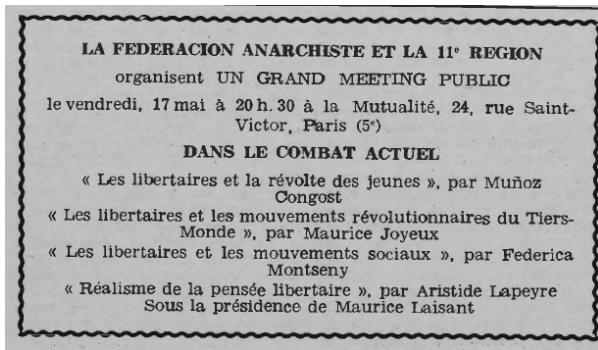 LA FEDERACION ANARCHISTE ET LA 11e REGION
organisent UN GRAND MEETING PUBLIC
le vendredi, 17 mai à 20 h. 30 à la Mutualité, 24, rue Saint-
Victor, Paris (5e)
DANS LE COMBAT ACTUEL
« Les libertaires et la révolte des jeunes », par Muñoz
Congost
« Les libertaires et les mouvements révolutionnaires du Tiers-
Monde », par Maurice Joyeux
« Les libertaires et les mouvements sociaux », par Federica
Montseny
« Réalisme de la pensée libertaire », par Aristide Lapeyre
Sous la présidence de Maurice Laisant